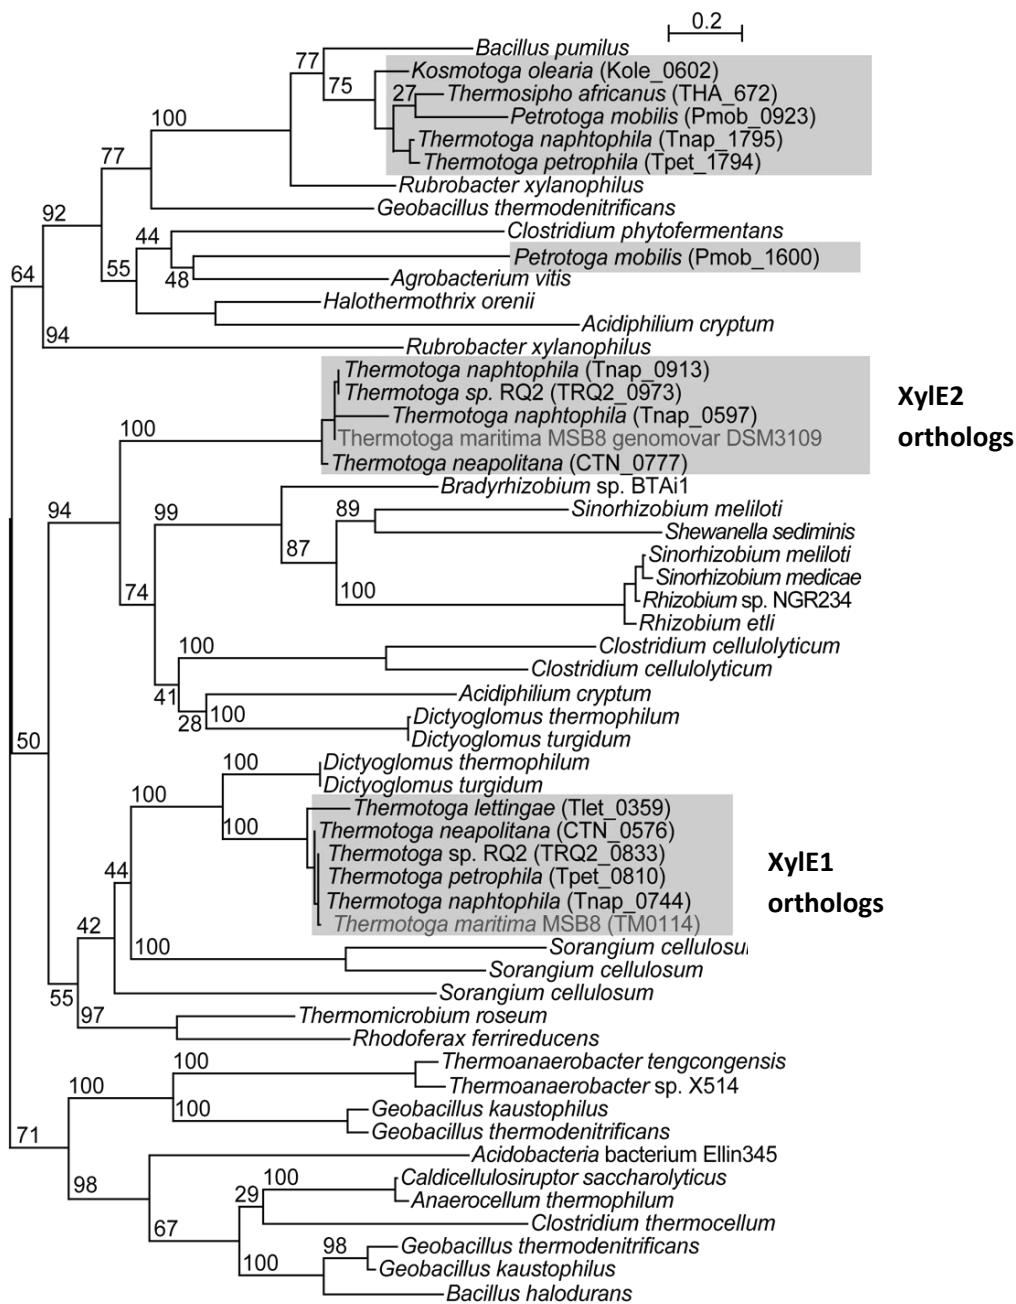 0.2
Bacillus pumilus
77
Kosmotoga olearia (Kole_0602)
75
27
Thermosipho africanus (THA_672)
Petrotoga mobilis (Pmob_0923)
100
Thermotoga naphtophila (Tnap_1795)
77
Thermotoga petrophila (Tpet_1794)
Rubrobacter xylanophilus
Geobacillus thermodenitrificans
92
Clostridium phytofermentans
44
Petrotoga mobilis (Pmob_1600)
64
55
48
Agrobacterium vitis
Halothermothrix orenii
Acidiphilium cryptum
94
Rubrobacter xylanophilus
Thermotoga naphtophila (Tnap_0913)
Thermotoga sp. RQ2 (TRQ2_0973)
XylE2
Thermotoga naphtophila (Tnap_0597)
100
Thermotoga maritima MSB8 genomovar DSM3109
orthologs
Thermotoga neapolitana (CTN_0777)
Bradyrhizobium sp. BTAi1
94
99
89
Sinorhizobium meliloti
Shewanella sediminis
87
Sinorhizobium meliloti
Sinorhizobium medicae
74
100
Rhizobium sp. NGR234
Rhizobium etli
100
Clostridium cellulolyticum
Clostridium cellulolyticum
41
Acidiphilium cryptum
28
100
Dictyoglomus thermophilum
50
Dictyoglomus turgidum
100
Dictyoglomus thermophilum
Dictyoglomus turgidum
100
Thermotoga lettingae (Tlet_0359)
100
Thermotoga neapolitana (CTN_0576)
Thermotoga sp. RQ2 (TRQ2_0833)
XylE1
44
Thermotoga petrophila (Tpet_0810)
Thermotoga naphtophila (Tnap_0744)
orthologs
42
Thermotoga maritima MSB8 (TM0114)
100
Sorangium cellulosu
Sorangium cellulosum
55
Sorangium cellulosum
97
Thermomicrobium roseum
Rhodoferax ferrireducens
100
Thermoanaerobacter tengcongensis
100
Thermoanaerobacter sp. X514
100
Geobacillus kaustophilus
71
Geobacillus thermodenitrificans
Acidobacteria bacterium Ellin345
98
100
Caldicellulosiruptor saccharolyticus
29
Anaerocellum thermophilum
67
Clostridium thermocellum
98
Geobacillus thermodenitrificans
100
Geobacillus kaustophilus
Bacillus halodurans